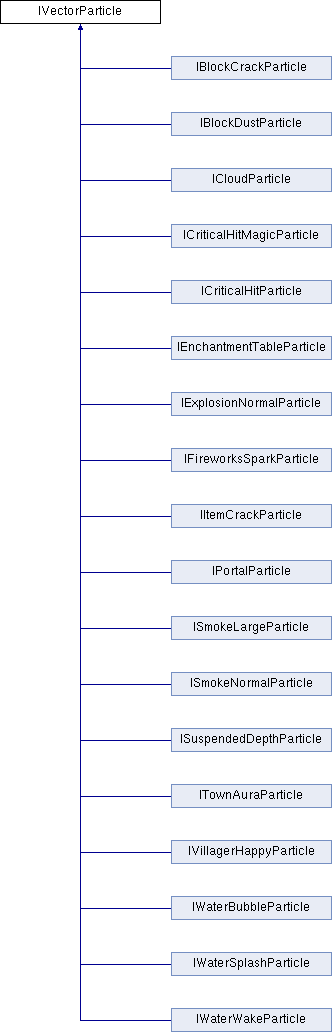 IVectorParticle
IBlockCrackParticle
IBlockDustParticle
ICloudParticle
ICriticalHitMagicParticle
ICriticalHitParticle
IEnchantmentTableParticle
IExplosionNormalParticle
IFireworksSparkParticle
IItemCrackParticle
IPortalParticle
ISmokeLargeParticle
ISmokeNormalParticle
ISuspendedDepthParticle
ITownAuraParticle
IVillagerHappyParticle
IWaterBubbleParticle
IWaterSplashParticle
IWaterWakeParticle